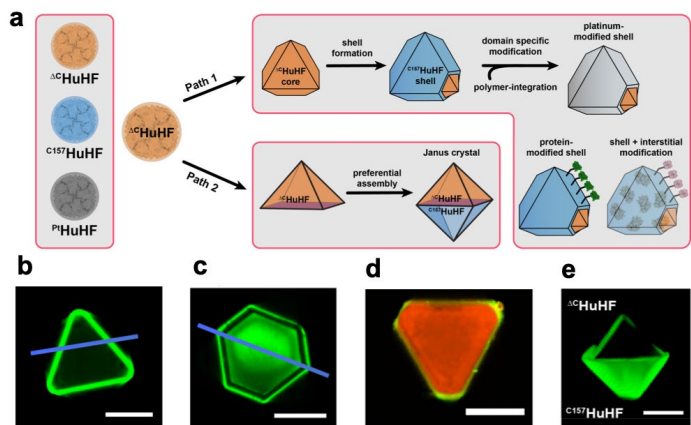 a
ΔCHuHF
C157HuHF
PtHuHF
ΔCHuHF
Path 1
Path 2
ΔCHuHF
core
shell
formation
C157HuHF
shell
domain specific
modification
polymer-integration
platinum-
modified shell
ΔCHuHF
preferential
assembly
Janus crystal
ΔCHuHF
C157HuHF
protein-
modified shell
shell + interstitial
modification
b
c
d
e
ΔCHuHF
C157HuHF